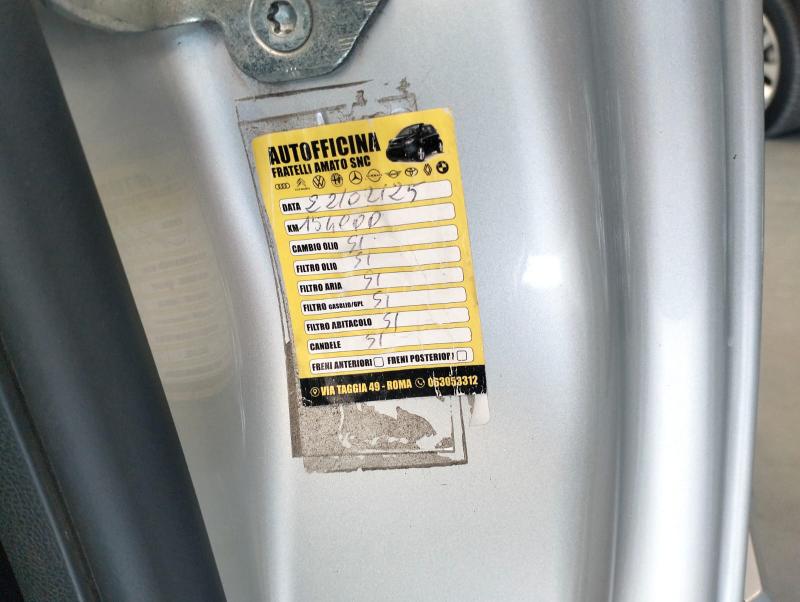 AUTOFFICINA
FRATELLI AMATO SNC
DATA 22/02/25
KM 154000
CAMBIO OLIO SI
FILTRO OLIO SI
FILTRO ARIA SI
FILTRO GASOLIO/GPL SI
FILTRO ABITACOLO SI
CANDELE SI
FRENI ANTERIORI FRENI POSTERIORI
VIA TAGGIA 49 - ROMA 063053312